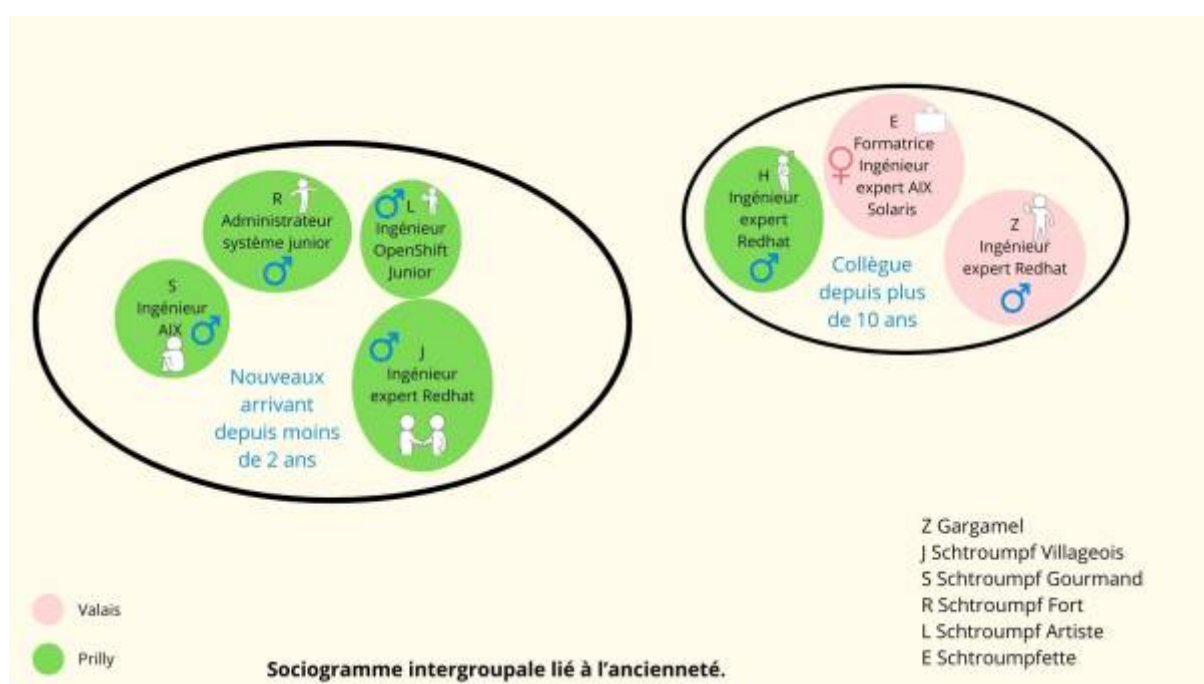 R
Administrateur
système junior
L
Ingénieur
OpenShift
Junior
S
Ingénieur
AIX
J
Ingénieur
expert Redhat
Nouveaux
arrivant
depuis moins
de 2 ans
E
Formatrice
Ingénieur
expert AIX
Solaris
H
Ingénieur
expert
Redhat
Z
Ingénieur
expert Redhat
Collègue
depuis plus
de 10 ans
Z Gargamel
J Schtroumpf Villageois
S Schtroumpf Gourmand
R Schtroumpf Fort
L Schtroumpf Artiste
E Schtroumpfette
Valais
Prilly
Sociogramme intergroupale lié à l'ancienneté.